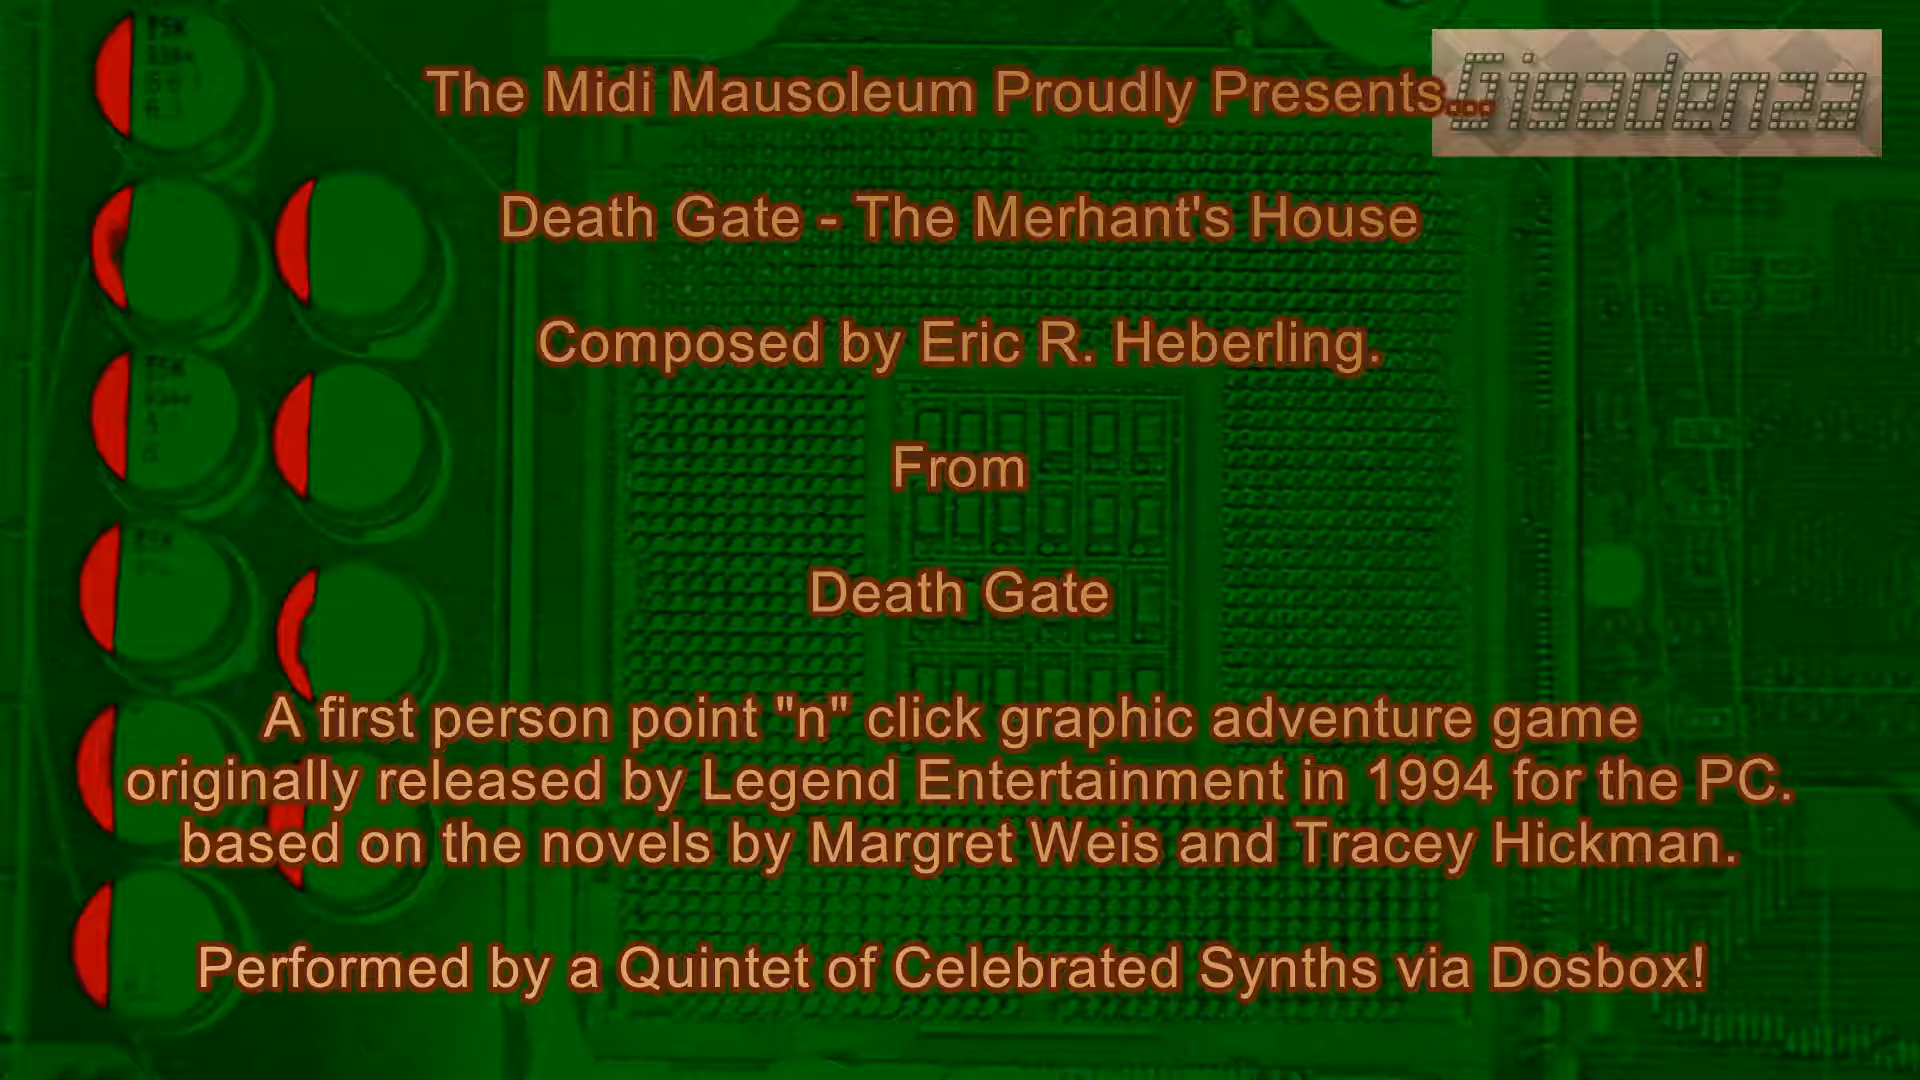 The Midi Mausoleum Proudly Presents...
Gigadenza
Death Gate - The Merhant's House
Composed by Eric R. Heberling.
From
Death Gate
A first person point "n" click graphic adventure game
originally released by Legend Entertainment in 1994 for the PC.
based on the novels by Margret Weis and Tracey Hickman.
Performed by a Quintet of Celebrated Synths via Dosbox!